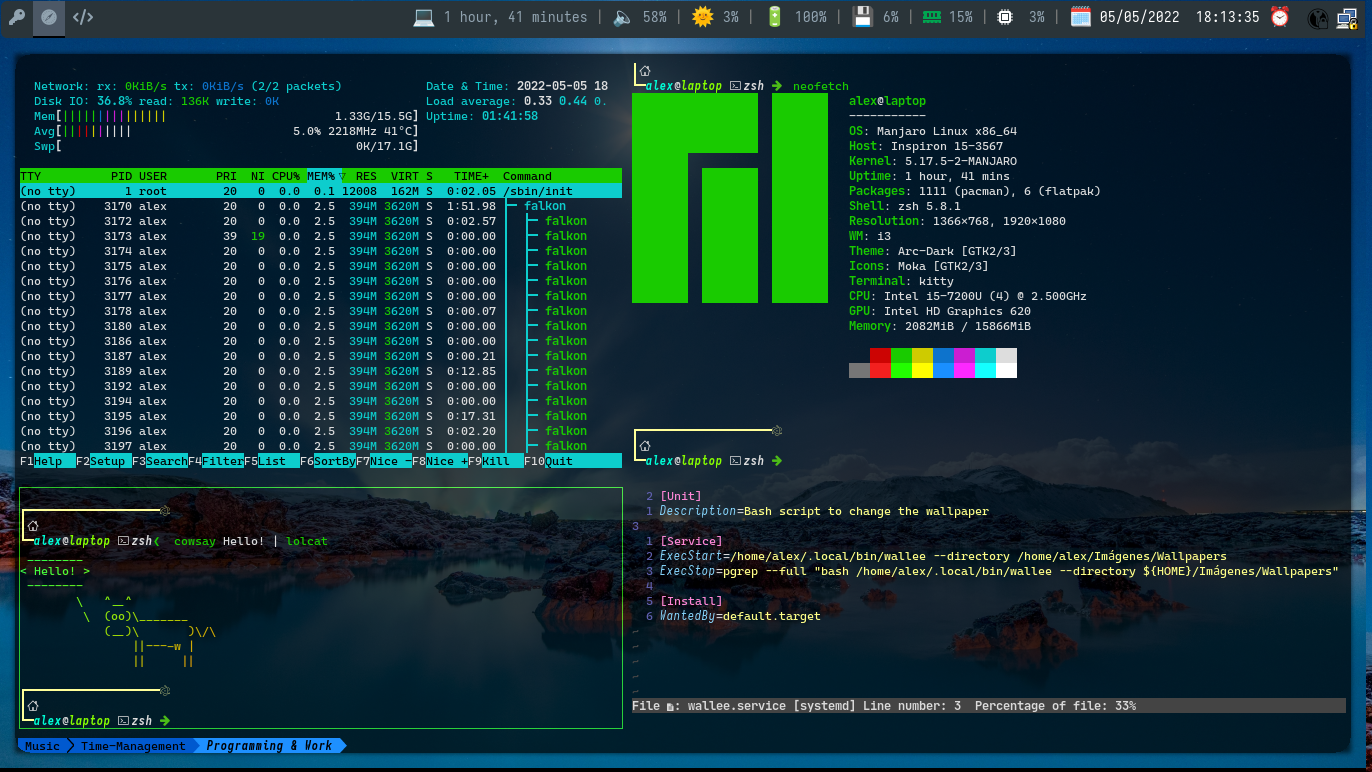 1 hour, 41 minutes | 58% | 3% | 100% | 6% | 15% | 3% | 05/05/2022 18:13:35
Network: rx: 0KiB/s tx: 0KiB/s (2/2 packets)
Disk IO: 36.8% read: 136K write: 0K
Mem[|||||||||||||||| 1.33G/15.5G]
Avg[|||||||||| 5.0% 2218MHz 41°C]
Swp[ 0K/17.1G]
Date & Time: 2022-05-05 18
Load average: 0.33 0.44 0.
Uptime: 01:41:58
TTY PID USER PRI NI CPU% MEM%▽ RES VIRT S TIME+ Command
(no tty) 1 root 20 0 0.0 0.1 12008 162M S 0:02.05 /sbin/init
(no tty) 3170 alex 20 0 0.0 2.5 394M 3620M S 1:51.98 falkon
(no tty) 3172 alex 20 0 0.0 2.5 394M 3620M S 0:02.57 falkon
(no tty) 3173 alex 39 19 0.0 2.5 394M 3620M S 0:00.00 falkon
(no tty) 3174 alex 20 0 0.0 2.5 394M 3620M S 0:00.00 falkon
(no tty) 3175 alex 20 0 0.0 2.5 394M 3620M S 0:00.00 falkon
(no tty) 3176 alex 20 0 0.0 2.5 394M 3620M S 0:00.00 falkon
(no tty) 3177 alex 20 0 0.0 2.5 394M 3620M S 0:00.00 falkon
(no tty) 3178 alex 20 0 0.0 2.5 394M 3620M S 0:00.07 falkon
(no tty) 3180 alex 20 0 0.0 2.5 394M 3620M S 0:00.00 falkon
(no tty) 3186 alex 20 0 0.0 2.5 394M 3620M S 0:00.00 falkon
(no tty) 3187 alex 20 0 0.0 2.5 394M 3620M S 0:00.21 falkon
(no tty) 3189 alex 20 0 0.0 2.5 394M 3620M S 0:12.85 falkon
(no tty) 3192 alex 20 0 0.0 2.5 394M 3620M S 0:00.00 falkon
(no tty) 3194 alex 20 0 0.0 2.5 394M 3620M S 0:00.00 falkon
(no tty) 3195 alex 20 0 0.0 2.5 394M 3620M S 0:17.31 falkon
(no tty) 3196 alex 20 0 0.0 2.5 394M 3620M S 0:02.20 falkon
(no tty) 3197 alex 20 0 0.0 2.5 394M 3620M S 0:00.00 falkon
F1Help F2Setup F3SearchF4FilterF5List F6SortByF7Nice -F8Nice +F9Kill F10Quit
alex@laptop zsh neofetch
alex@laptop
-----------
OS: Manjaro Linux x86_64
Host: Inspiron 15-3567
Kernel: 5.17.5-2-MANJARO
Uptime: 1 hour, 41 mins
Packages: 1111 (pacman), 6 (flatpak)
Shell: zsh 5.8.1
Resolution: 1366x768, 1920x1080
WM: i3
Theme: Arc-Dark [GTK2/3]
Icons: Moka [GTK2/3]
Terminal: kitty
CPU: Intel i5-7200U (4) @ 2.500GHz
GPU: Intel HD Graphics 620
Memory: 2082MiB / 15866MiB
alex@laptop zsh
alex@laptop zsh cowsay Hello! | lolcat
 ________
< Hello! >
 --------
        \   ^__^
         \  (oo)\_______
            (__)\       )\/\
                ||----w |
                ||     ||
alex@laptop zsh
2 [Unit]
1 Description=Bash script to change the wallpaper
3
1 [Service]
2 ExecStart=/home/alex/.local/bin/wallee --directory /home/alex/Imágenes/Wallpapers
3 ExecStop=pgrep --full "bash /home/alex/.local/bin/wallee --directory ${HOME}/Imágenes/Wallpapers"
4
5 [Install]
6 WantedBy=default.target
~
~
~
~
~
File : wallee.service [systemd] Line number: 3 Percentage of file: 33%
Music Time-Management Programming & Work